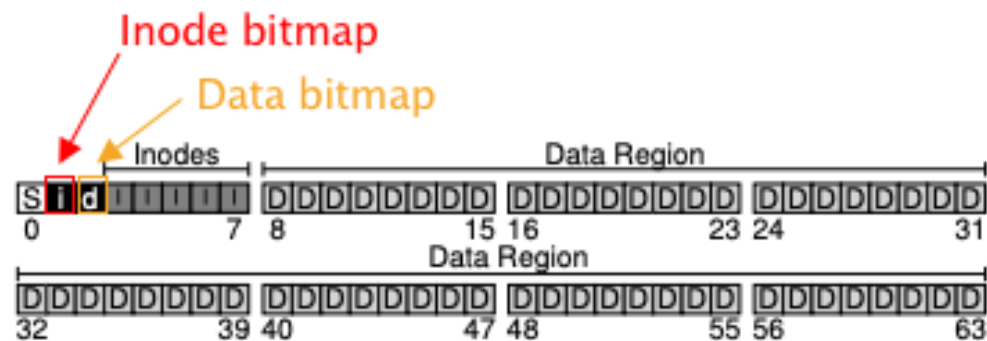 Inode bitmap
Data bitmap
Inodes Data Region
S i d I I I I I D D D D D D D D D D D D D D D D D D D D D D D D
0 7 8 15 16 23 24 31
Data Region
D D D D D D D D D D D D D D D D D D D D D D D D D D D D D D D D
32 39 40 47 48 55 56 63